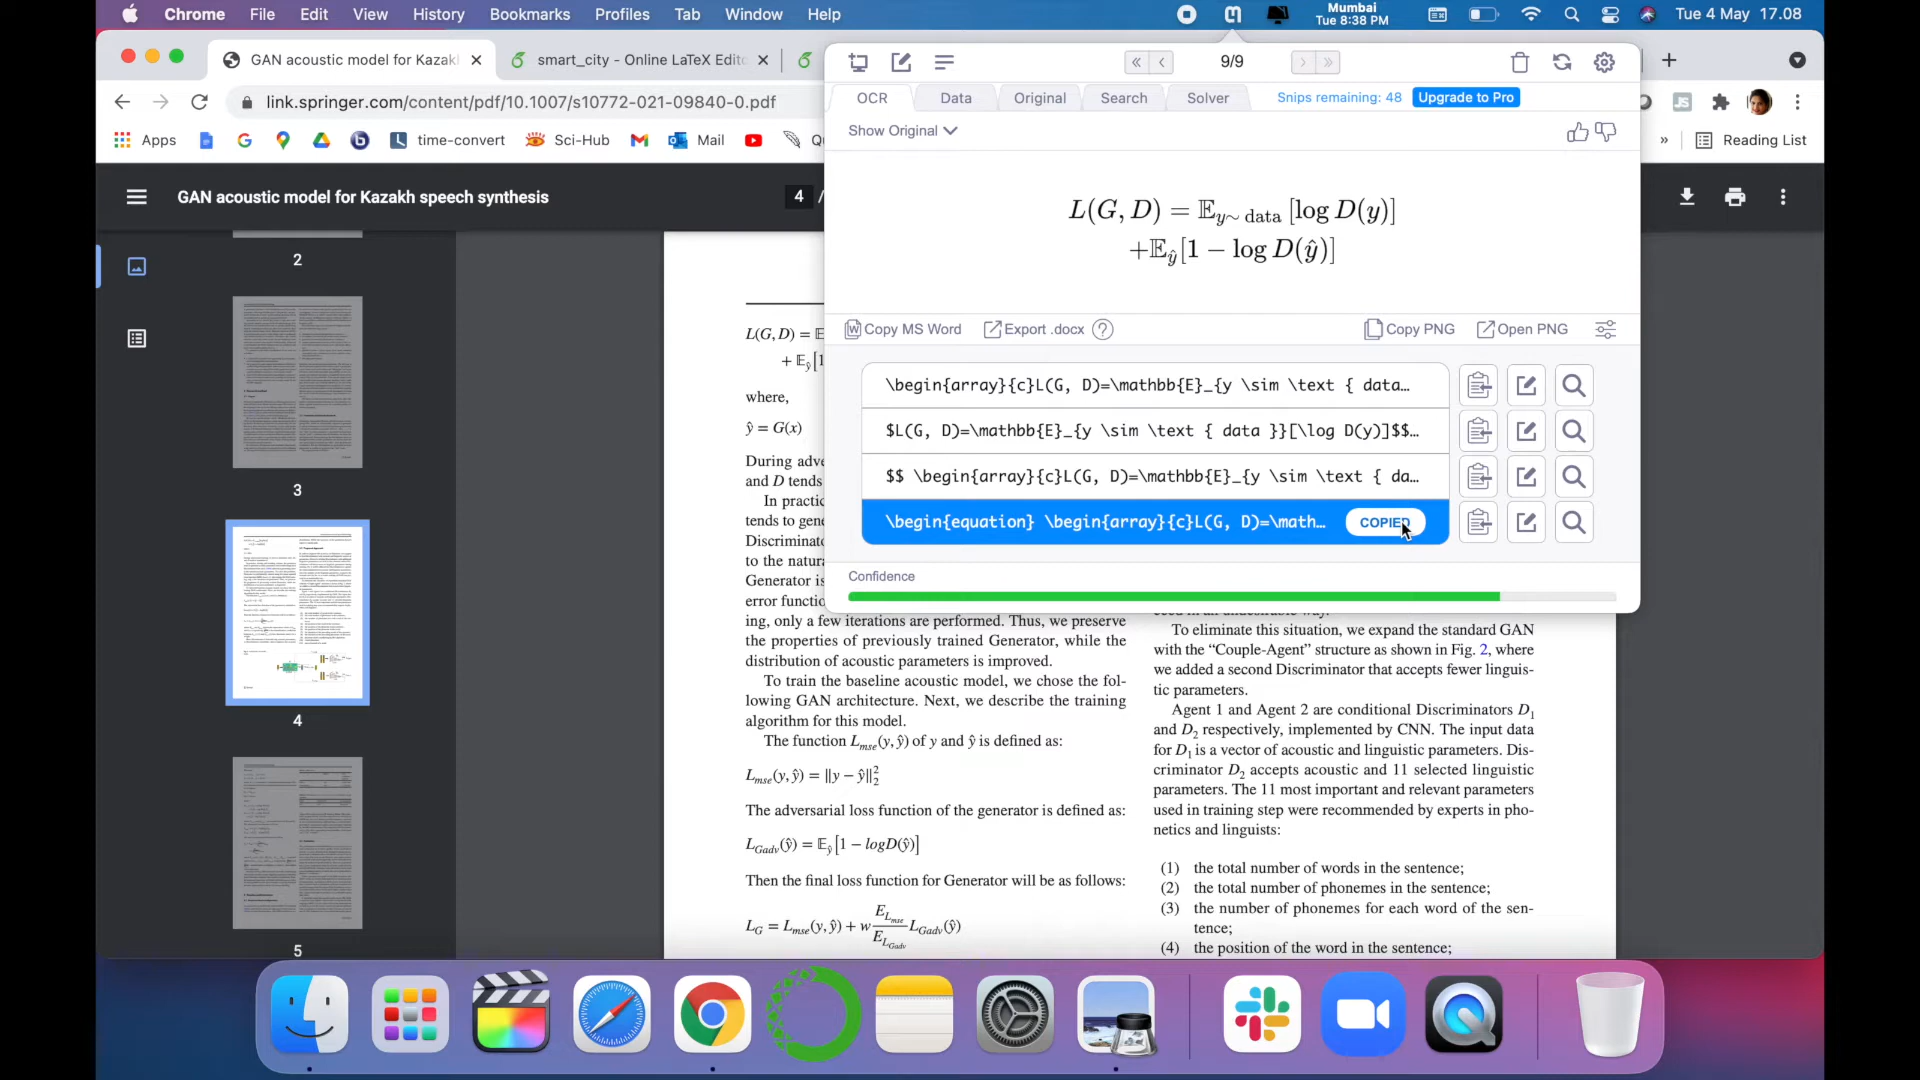 Chrome File Edit View History Bookmarks Profiles Tab Window Help
Mumbai
Tue 8:38 PM
Tue 4 May 17.08
GAN acoustic model for Kazak
smart_city - Online LaTeX Edito
link.springer.com/content/pdf/10.1007/s10772-021-09840-0.pdf
Apps
time-convert
Sci-Hub
Mail
Reading List
GAN acoustic model for Kazakh speech synthesis
4 /
9/9
OCR Data Original Search Solver
Snips remaining: 48 Upgrade to Pro
Show Original
L(G, D) = 𝔼y∼ data [log D(y)]
+𝔼ŷ[1 − log D(ŷ)]
Copy MS Word Export .docx ? Copy PNG Open PNG
\begin{array}{c}L(G, D)=\mathbb{E}_{y \sim \text { data…
$L(G, D)=\mathbb{E}_{y \sim \text { data }}[\log D(y)]$$…
$$ \begin{array}{c}L(G, D)=\mathbb{E}_{y \sim \text { da…
\begin{equation} \begin{array}{c}L(G, D)=\math… COPIED
Confidence
2
3
4
5
L(G, D) = 𝔼
+ 𝔼ŷ[1
where,
ŷ = G(x)
During adve
and D tends
In practic
tends to gene
Discriminato
to the natura
Generator is
error functio
ing, only a few iterations are performed. Thus, we preserve
the properties of previously trained Generator, while the
distribution of acoustic parameters is improved.
To train the baseline acoustic model, we chose the fol-
lowing GAN architecture. Next, we describe the training
algorithm for this model.
The function Lmse(y, ŷ) of y and ŷ is defined as:
Lmse(y, ŷ) = ‖y − ŷ‖²₂
The adversarial loss function of the generator is defined as:
LGadv(ŷ) = 𝔼ŷ[1 − logD(ŷ)]
Then the final loss function for Generator will be as follows:
LG = Lmse(y, ŷ) + w ELmse / ELGadv LGadv(ŷ)
To eliminate this situation, we expand the standard GAN
with the “Couple-Agent” structure as shown in Fig. 2, where
we added a second Discriminator that accepts fewer linguis-
tic parameters.
Agent 1 and Agent 2 are conditional Discriminators D₁
and D₂ respectively, implemented by CNN. The input data
for D₁ is a vector of acoustic and linguistic parameters. Dis-
criminator D₂ accepts acoustic and 11 selected linguistic
parameters. The 11 most important and relevant parameters
used in training step were recommended by experts in pho-
netics and linguists:
(1) the total number of words in the sentence;
(2) the total number of phonemes in the sentence;
(3) the number of phonemes for each word of the sen-
tence;
(4) the position of the word in the sentence;